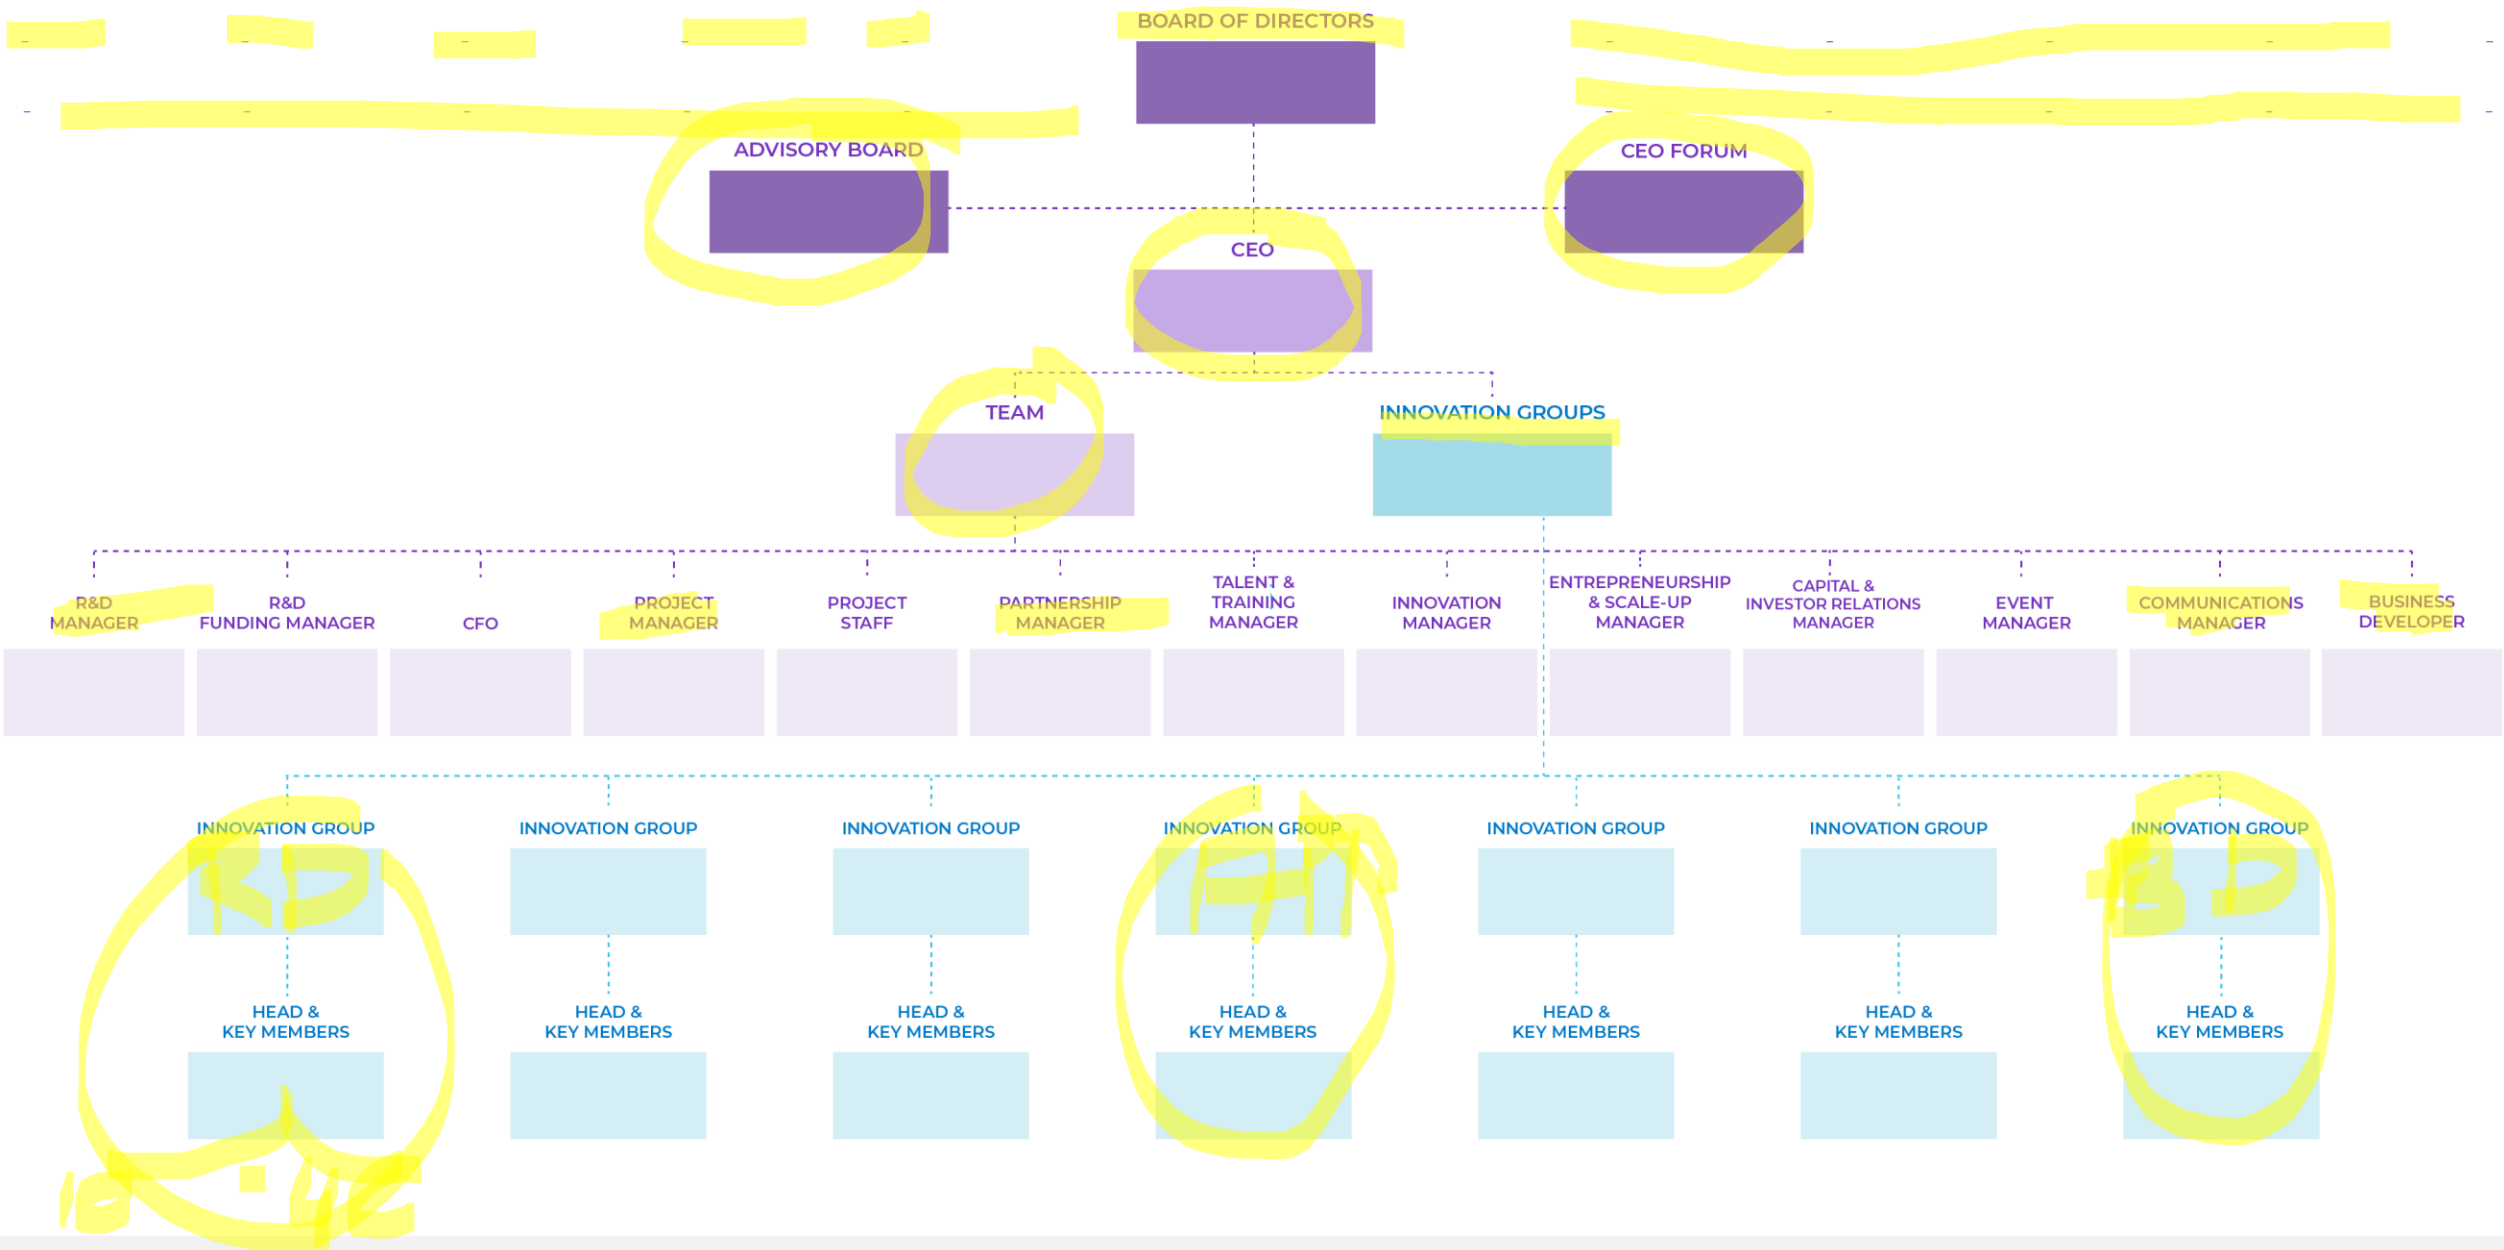 BOARD OF DIRECTORS
ADVISORY BOARD
CEO FORUM
CEO
TEAM
INNOVATION GROUPS
R&D
MANAGER
R&D
FUNDING MANAGER
CFO
PROJECT
MANAGER
PROJECT
STAFF
PARTNERSHIP
MANAGER
TALENT &
TRAINING
MANAGER
INNOVATION
MANAGER
ENTREPRENEURSHIP
& SCALE-UP
MANAGER
CAPITAL &
INVESTOR RELATIONS
MANAGER
EVENT
MANAGER
COMMUNICATIONS
MANAGER
BUSINESS
DEVELOPER
INNOVATION GROUP
INNOVATION GROUP
INNOVATION GROUP
INNOVATION GROUP
INNOVATION GROUP
INNOVATION GROUP
INNOVATION GROUP
RD
BD
HEAD &
KEY MEMBERS
HEAD &
KEY MEMBERS
HEAD &
KEY MEMBERS
HEAD &
KEY MEMBERS
HEAD &
KEY MEMBERS
HEAD &
KEY MEMBERS
HEAD &
KEY MEMBERS